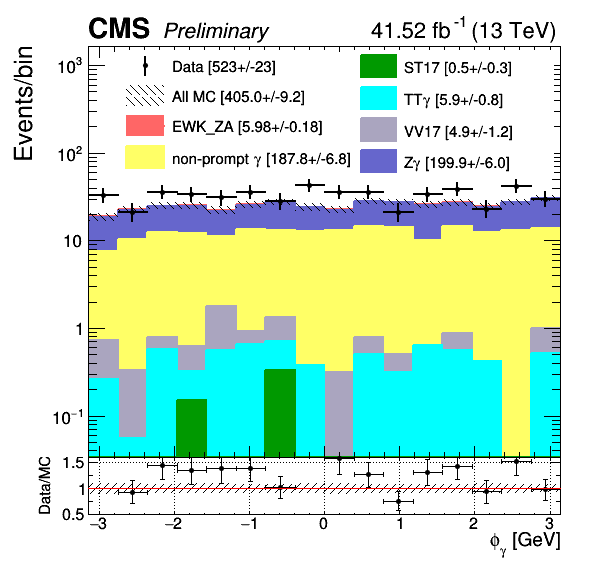 CMS Preliminary 41.52 fb⁻¹ (13 TeV)
Events/bin
Data [523+/-23]
All MC [405.0+/-9.2]
EWK_ZA [5.98+/-0.18]
non-prompt γ [187.8+/-6.8]
ST17 [0.5+/-0.3]
TTγ [5.9+/-0.8]
VV17 [4.9+/-1.2]
Zγ [199.9+/-6.0]
10³
10²
10
1
10⁻¹
Data/MC
1.5
1
0.5
−3 −2 −1 0 1 2 3
ϕ_γ [GeV]